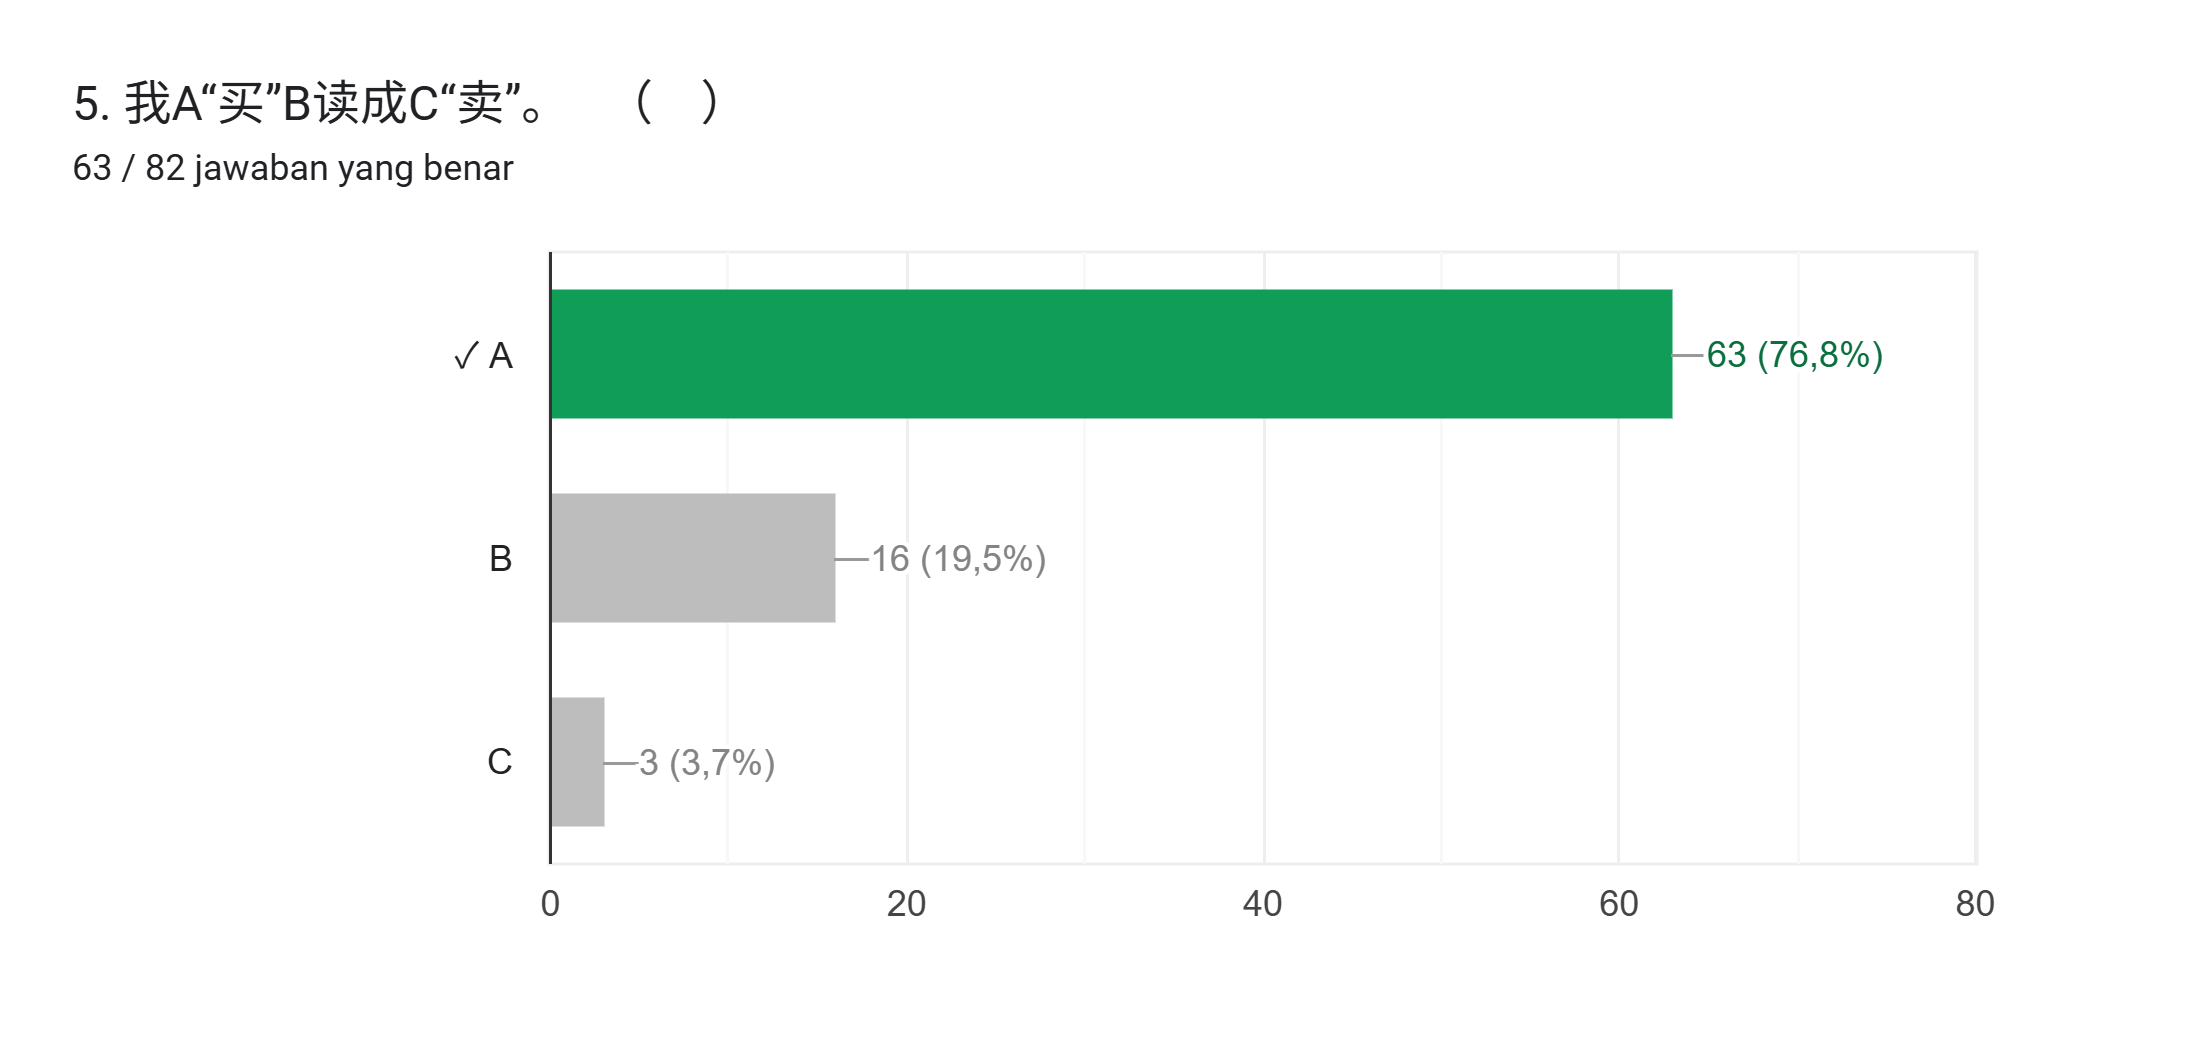 5. 我A“买”B读成C“卖”。 （ ）
63 / 82 jawaban yang benar
✓ A
63 (76,8%)
B
16 (19,5%)
C
3 (3,7%)
0 20 40 60 80